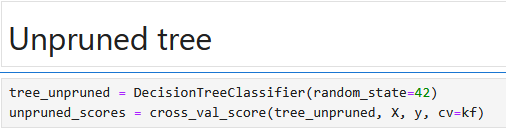 Unpruned tree
tree_unpruned = DecisionTreeClassifier(random_state=42)
unpruned_scores = cross_val_score(tree_unpruned, X, y, cv=kf)